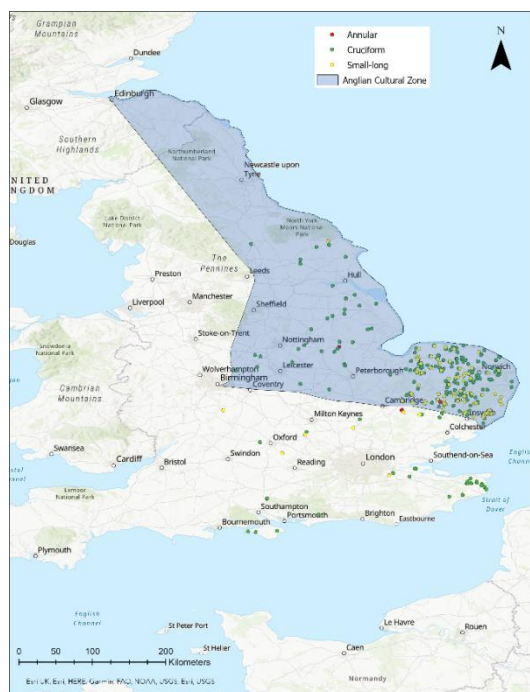 Grampian
Mountains
Dundee
Glasgow
Edinburgh
Southern
Highlands
Northumberland
National Park
Newcastle upon
Tyne
UNITED
KINGDOM
Lake District
National Park
North York
Moors National
Park
Douglas
The
Pennines
Preston
Leeds
Hull
Manchester
Liverpool
Sheffield
Stoke-on-Trent
Snowdonia
National Park
Nottingham
Wolverhampton
Leicester
Peterborough
Norwich
Cambrian
Mountains
Birmingham
Coventry
Cambridge
Ipswich
Milton Keynes
Colchester
Oxford
Swansea
Cardiff
Swindon
London
Southend-on-Sea
English
Channel
Bristol
Reading
National Park
Strait of
Dover
Southampton
Portsmouth
Brighton
Bournemouth
Eastbourne
Plymouth
English
Channel
St Peter Port
Le Havre
Rouen
St Helier
Caen
Normandy
Annular
Cruciform
Small-long
Anglian Cultural Zone
N
0 25 50 100 150 200
Kilometers
Esri UK, Esri, HERE, Garmin, FAO, NOAA, USGS, Esri, USGS